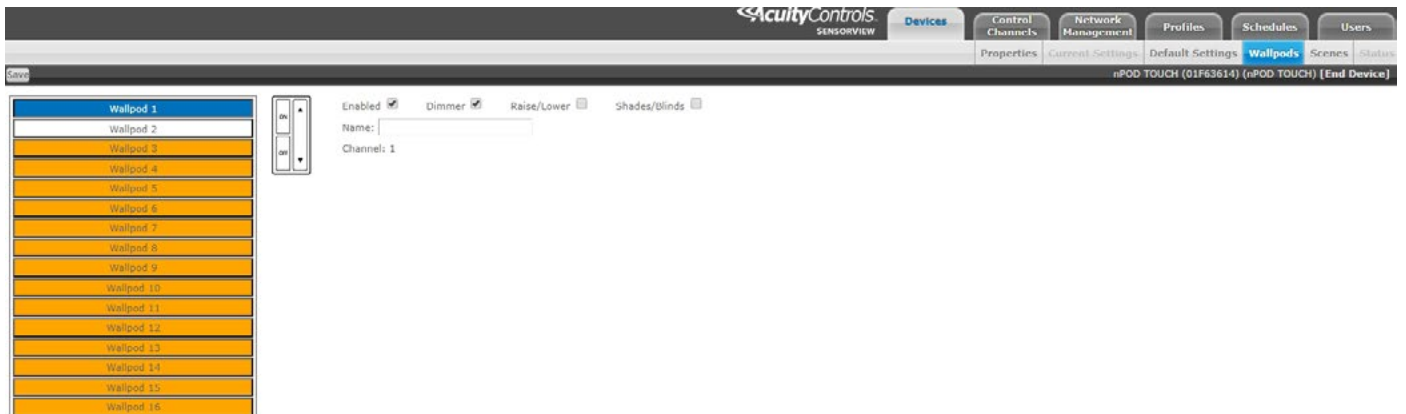 AcuityControls.
SENSORVIEW
Devices
Control Channels
Network Management
Profiles
Schedules
Users
Properties
Current Settings
Default Settings
Wallpods
Scenes
Status
Save
nPOD TOUCH (01F63614) (nPOD TOUCH) [End Device]
Wallpod 1
Wallpod 2
Wallpod 3
Wallpod 4
Wallpod 5
Wallpod 6
Wallpod 7
Wallpod 8
Wallpod 9
Wallpod 10
Wallpod 11
Wallpod 12
Wallpod 13
Wallpod 14
Wallpod 15
Wallpod 16
ON
OFF
Enabled Dimmer Raise/Lower Shades/Blinds
Name:
Channel: 1